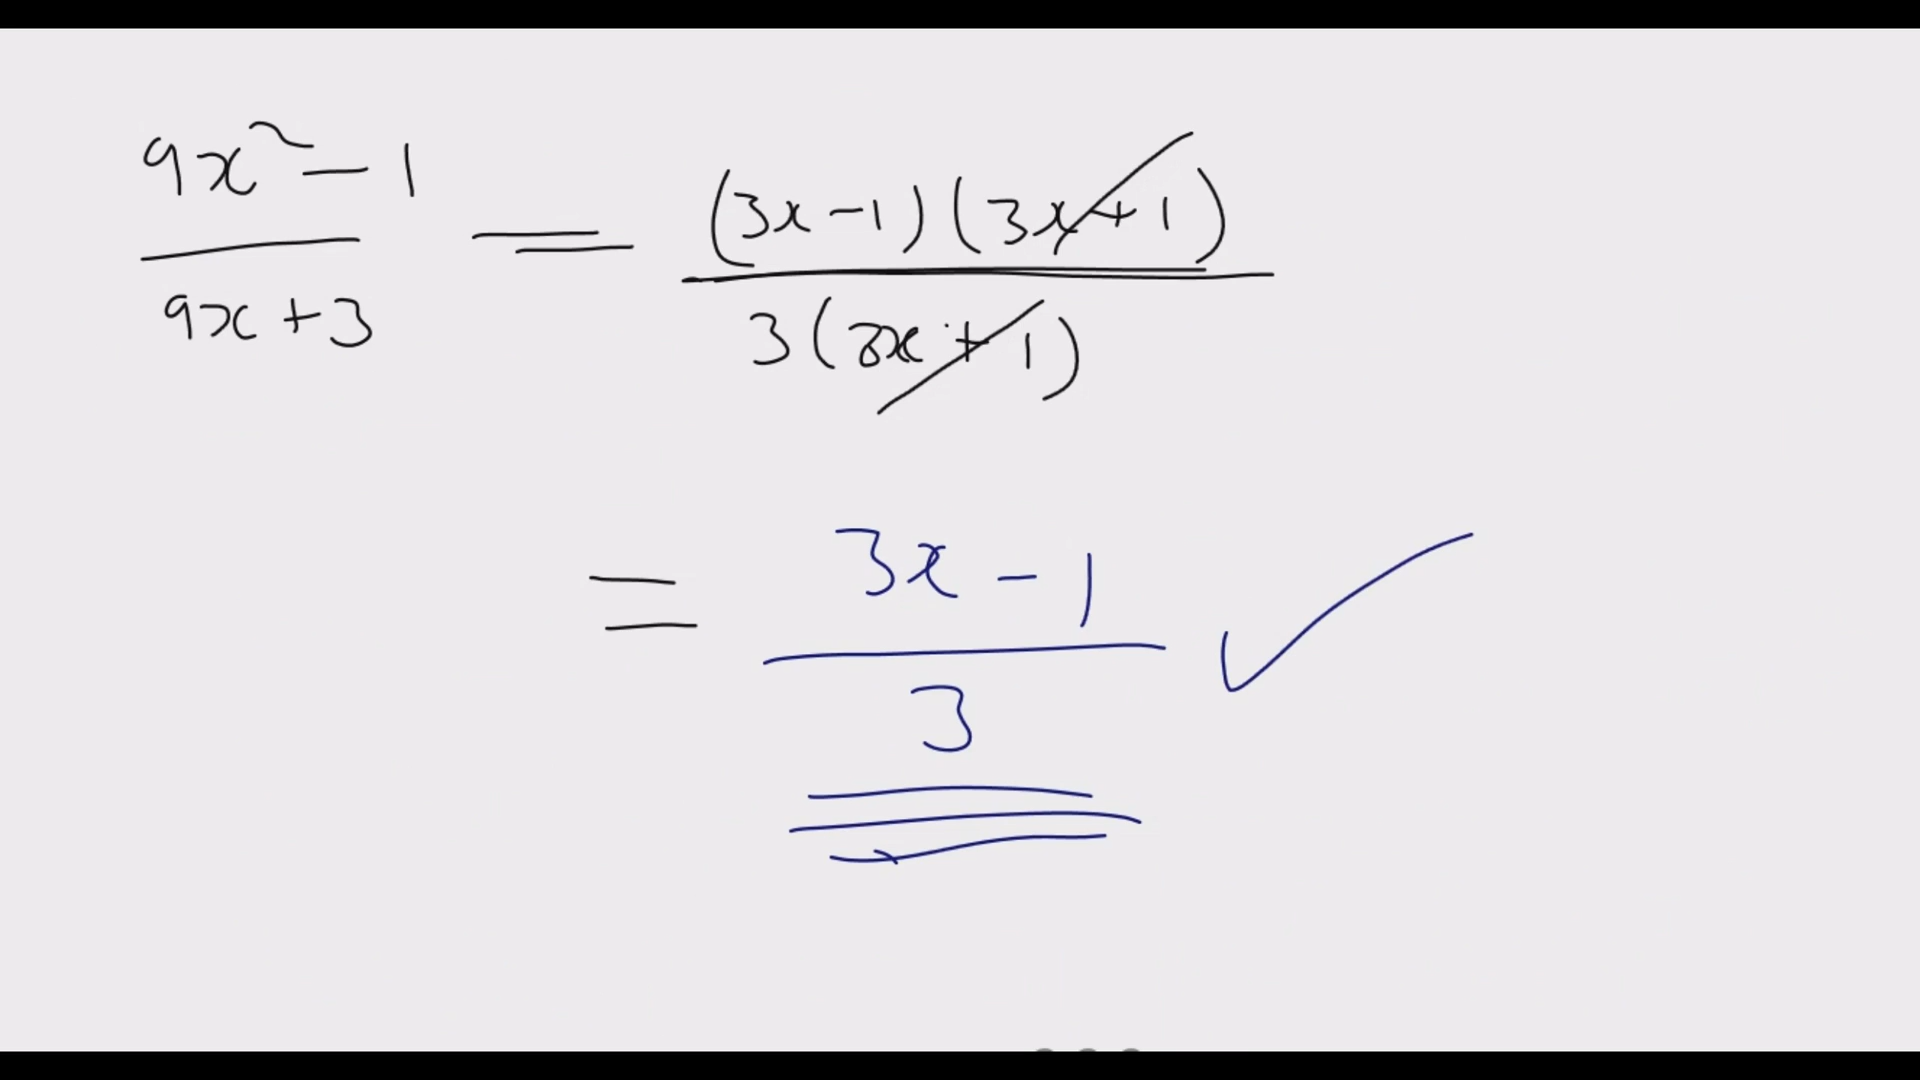 9x² - 1 / 9x + 3 = (3x - 1)(3x + 1) / 3(3x + 1)
= 3x - 1 / 3 ✓